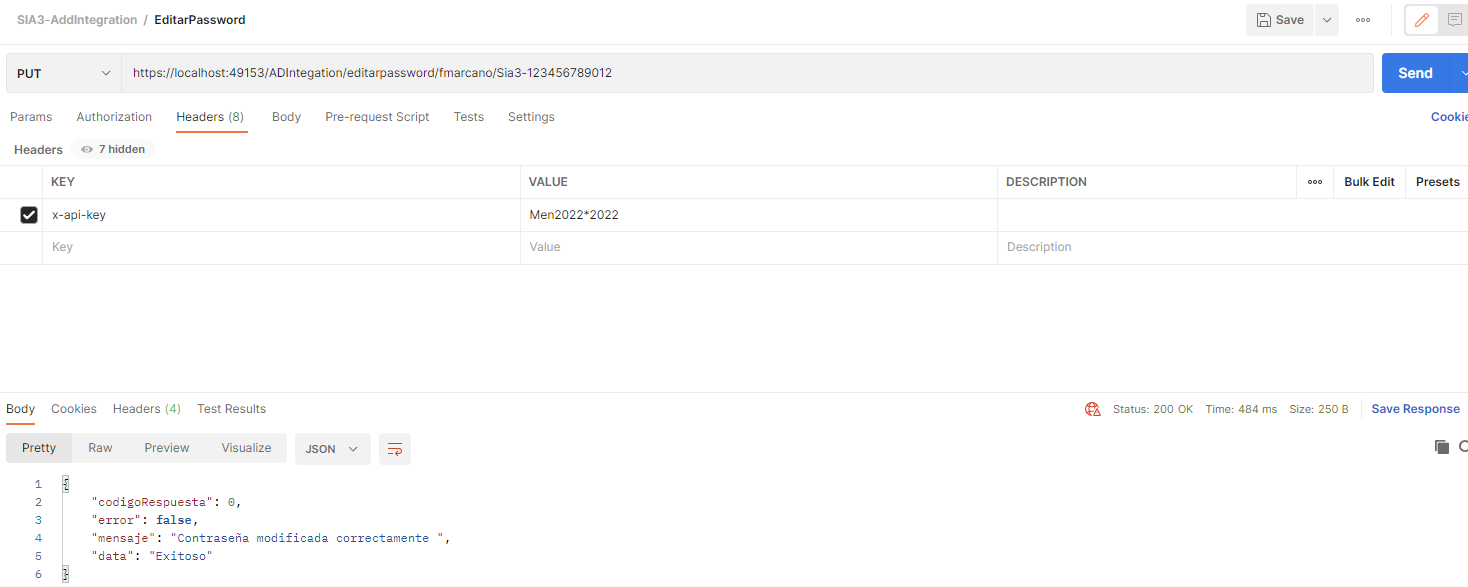 SIA3-AddIntegration / EditarPassword
Save
PUT
https://localhost:49153/ADIntegation/editarpassword/fmarcano/Sia3-123456789012
Send
Params Authorization Headers (8) Body Pre-request Script Tests Settings
Cookie
Headers 7 hidden
KEY VALUE DESCRIPTION Bulk Edit Presets
x-api-key Men2022*2022
Key Value Description
Body Cookies Headers (4) Test Results
Status: 200 OK Time: 484 ms Size: 250 B Save Response
Pretty Raw Preview Visualize JSON
1 {
2 "codigoRespuesta": 0,
3 "error": false,
4 "mensaje": "Contraseña modificada correctamente ",
5 "data": "Exitoso"
6 }